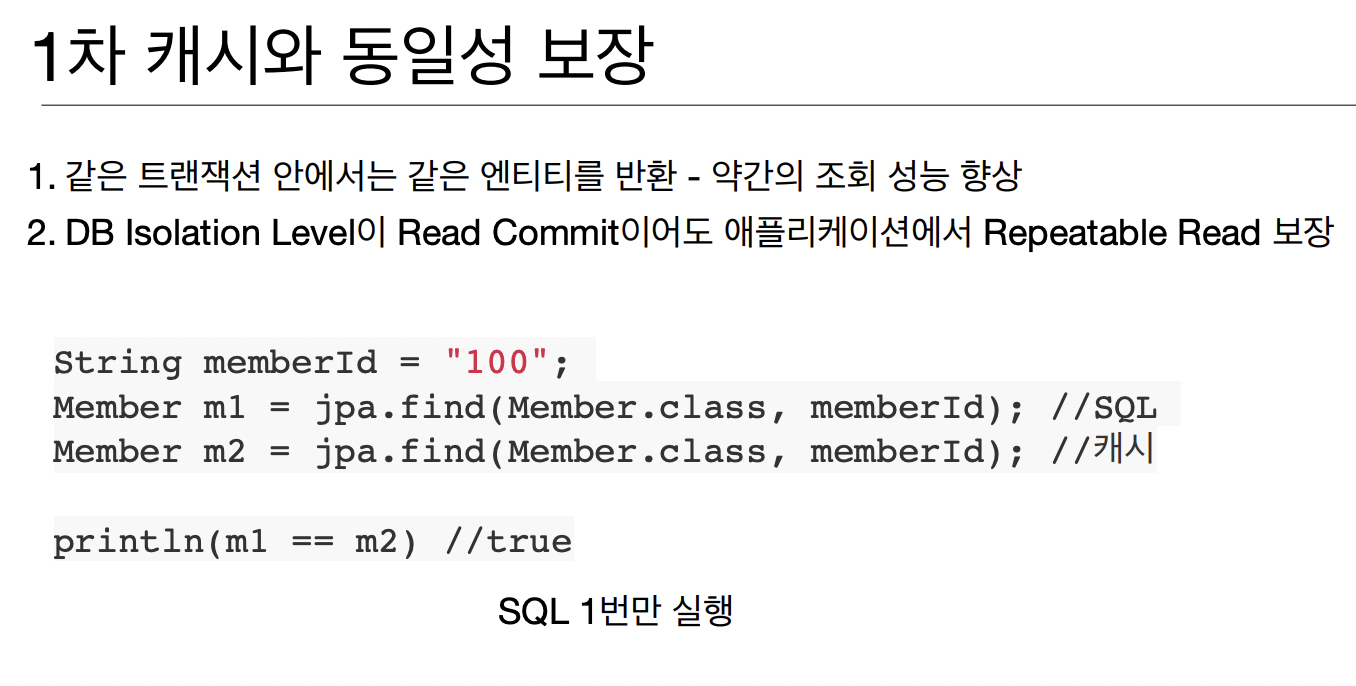 1차 캐시와 동일성 보장
1. 같은 트랜잭션 안에서는 같은 엔티티를 반환 - 약간의 조회 성능 향상
2. DB Isolation Level이 Read Commit이어도 애플리케이션에서 Repeatable Read 보장
String memberId = "100";
Member m1 = jpa.find(Member.class, memberId); //SQL
Member m2 = jpa.find(Member.class, memberId); //캐시
println(m1 == m2) //true
SQL 1번만 실행